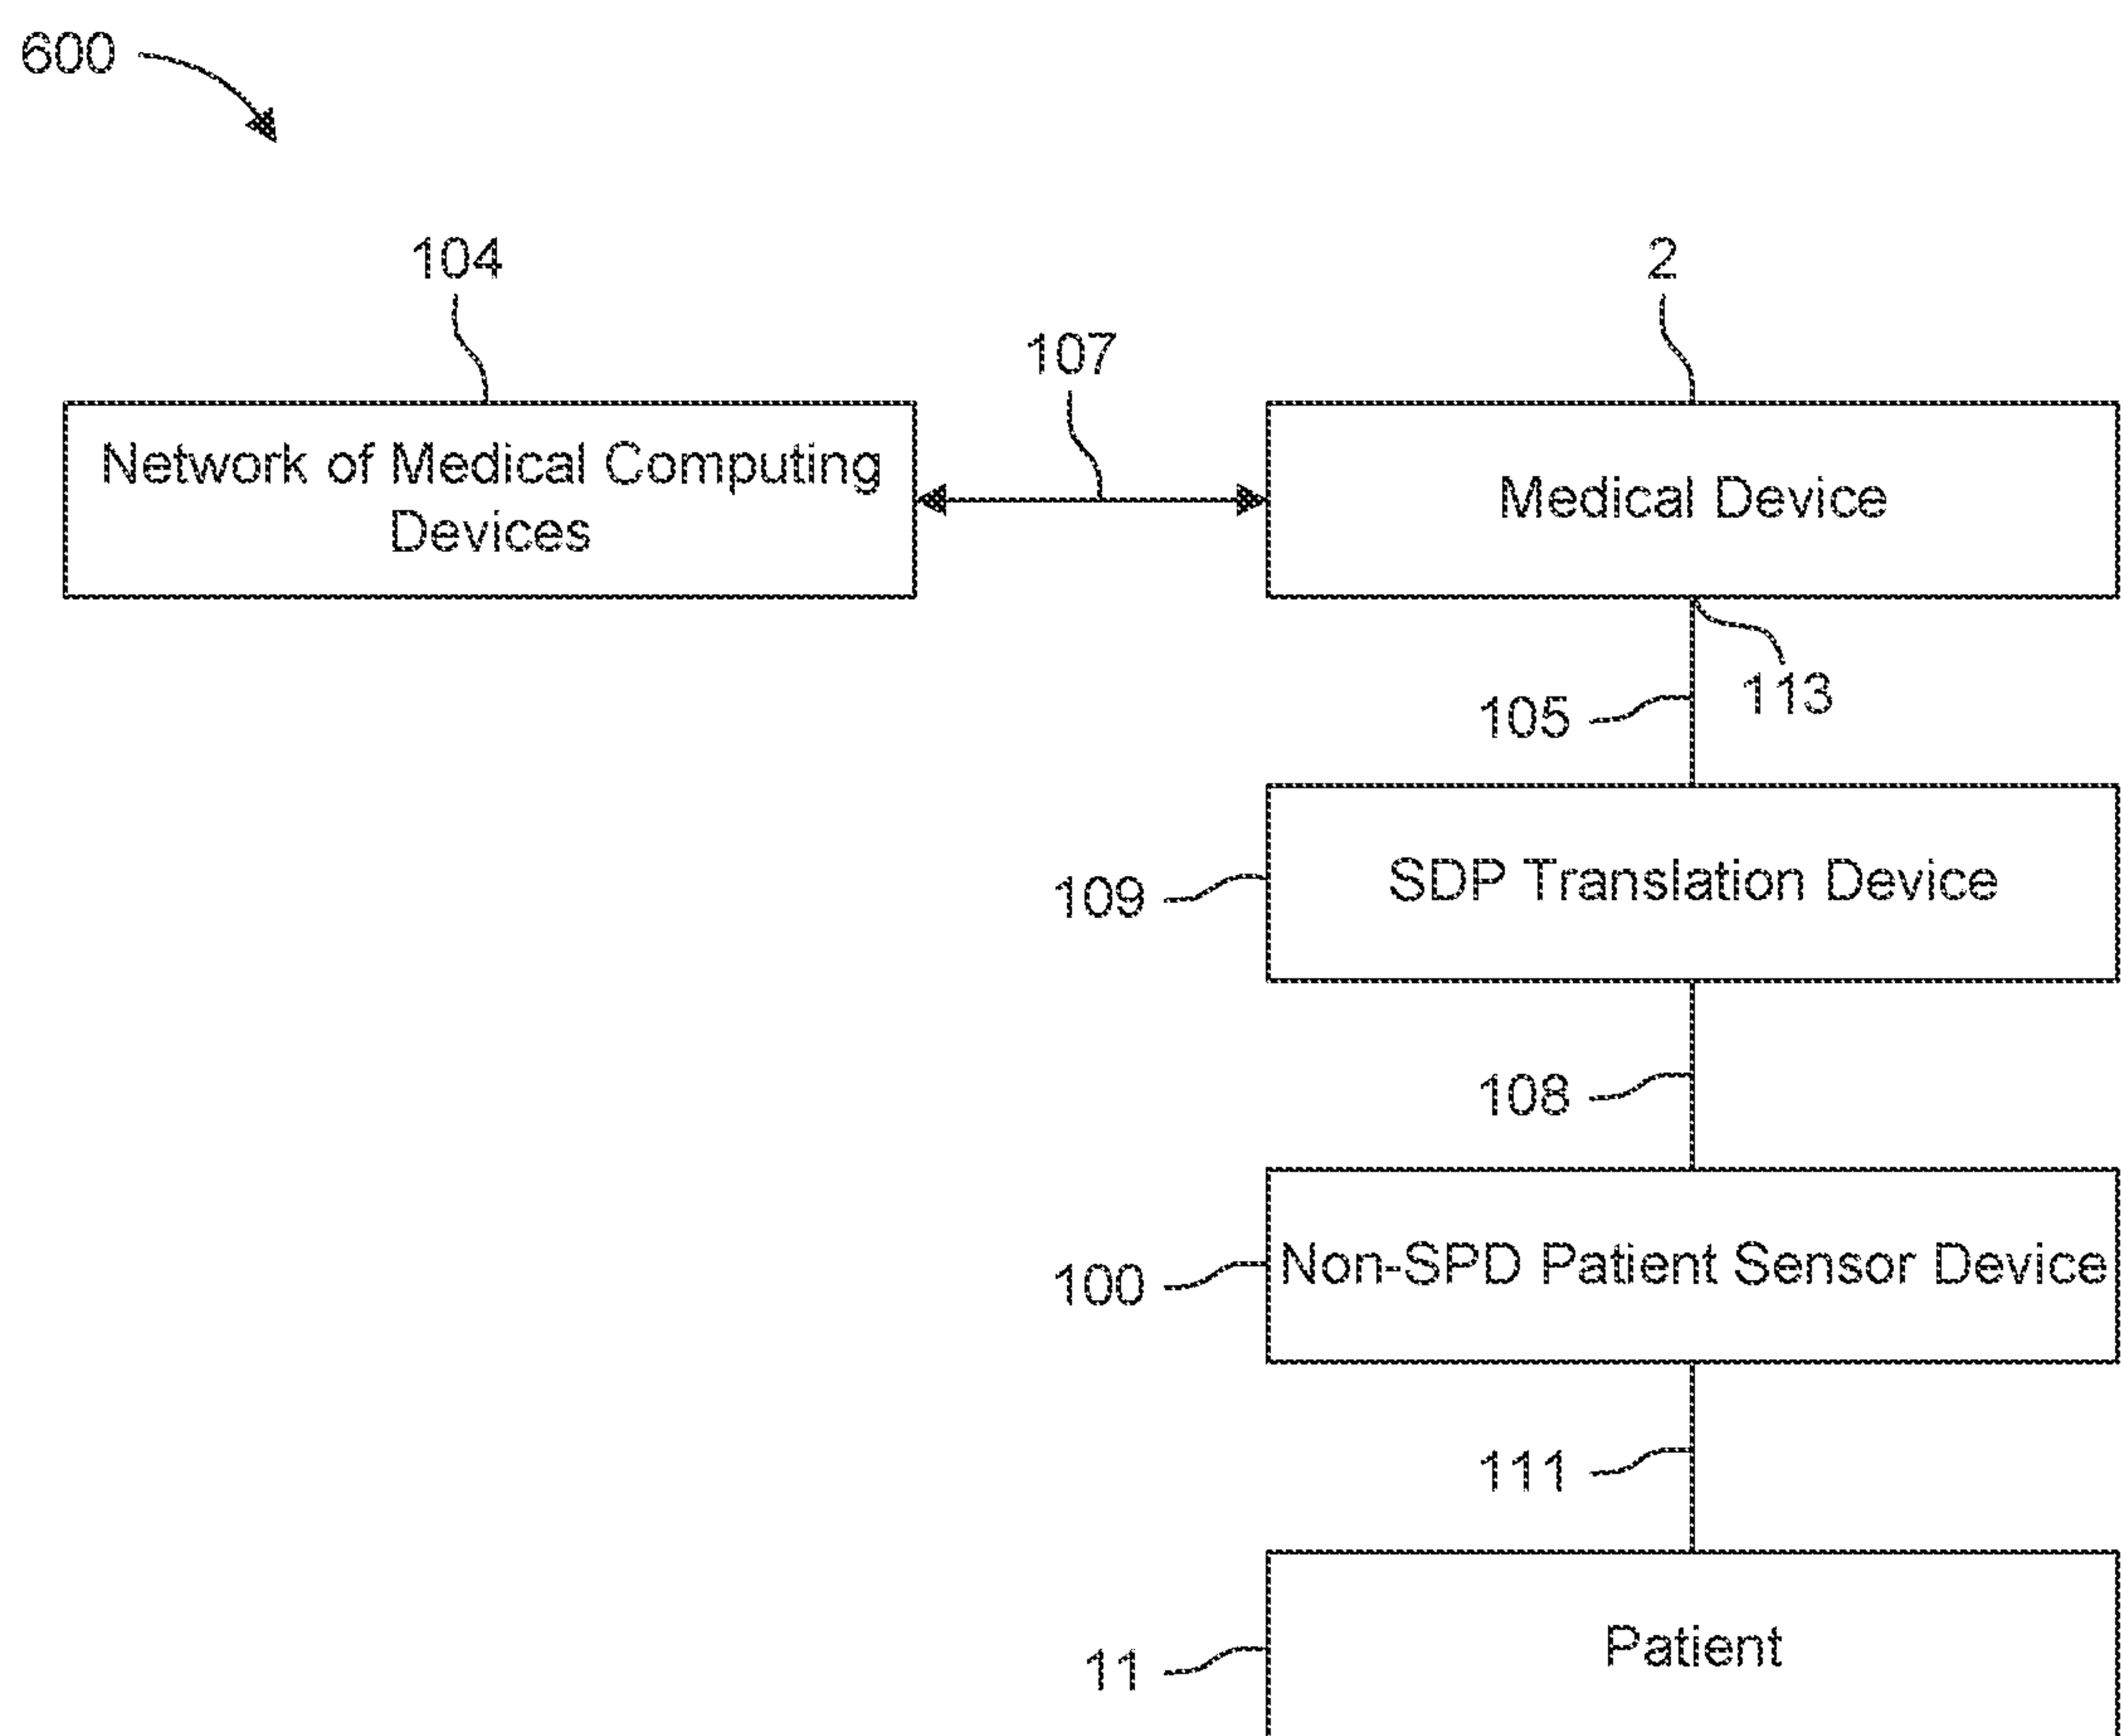 600
104
2
107
Network of Medical Computing
Devices
Medical Device
113
105
SDP Translation Device
109
108
Non-SPD Patient Sensor Device
100
111
Patient
11